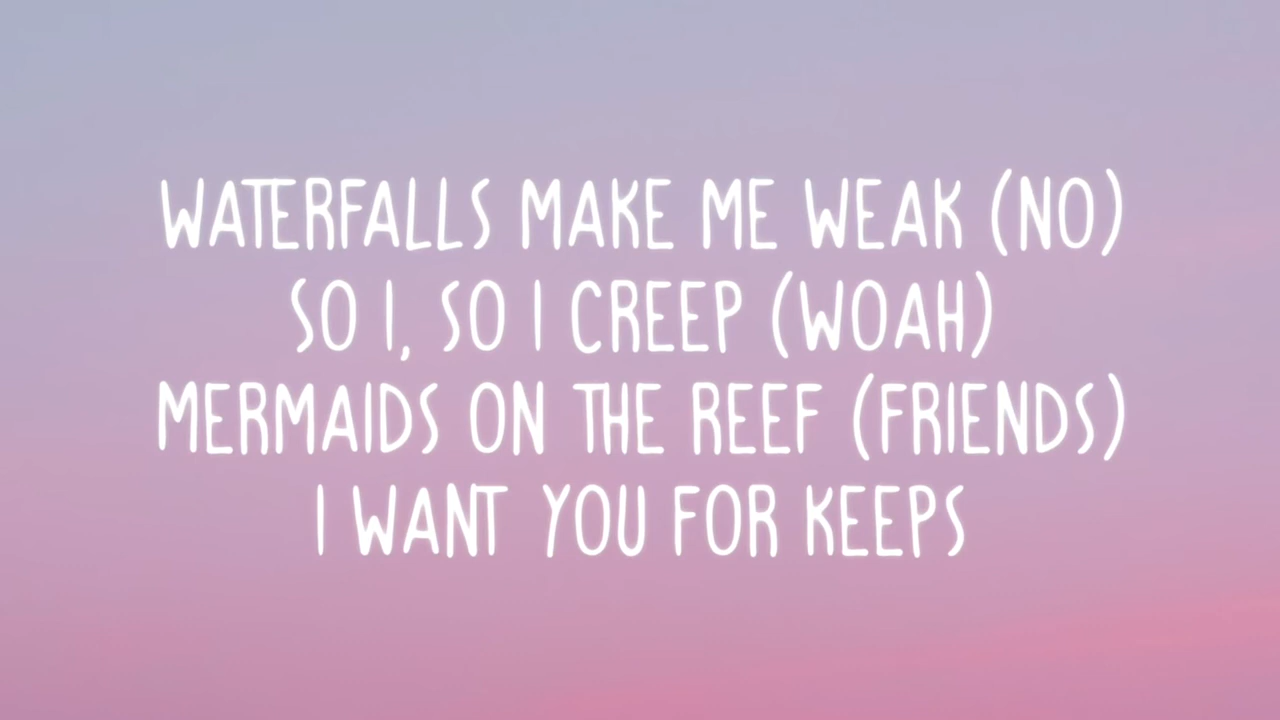 WATERFALLS MAKE ME WEAK (NO)
SO I, SO I CREEP (WOAH)
MERMAIDS ON THE REEF (FRIENDS)
I WANT YOU FOR KEEPS